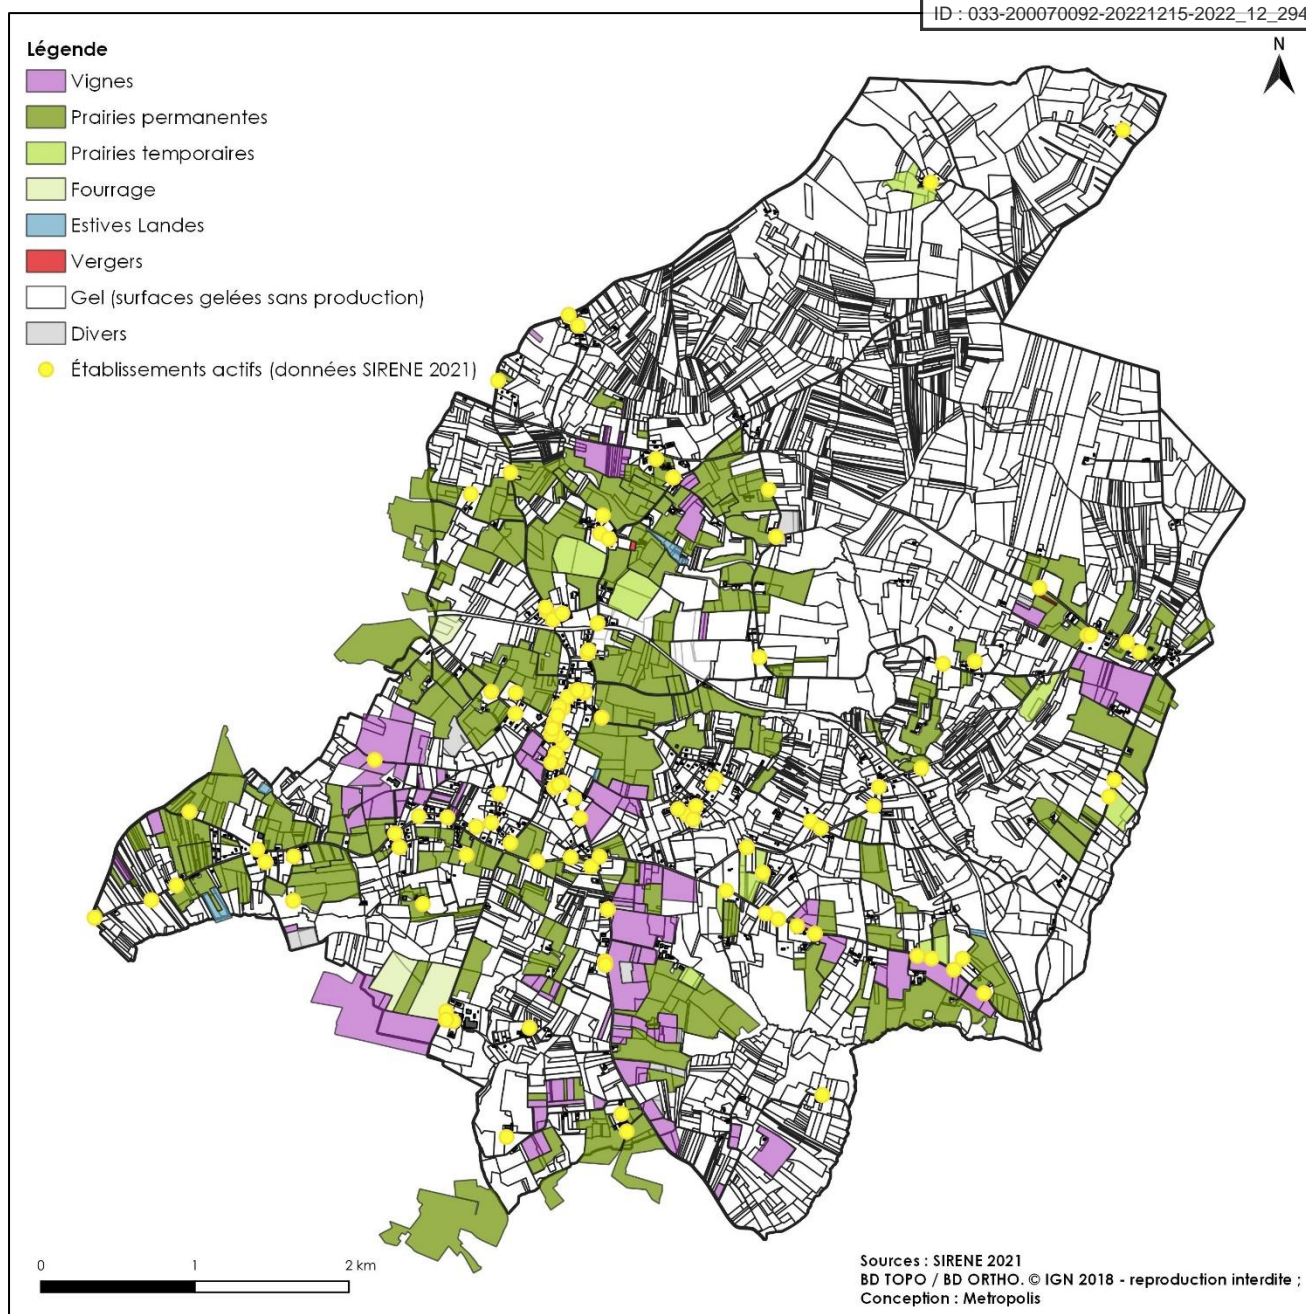 ID : 033-200070092-20221215-2022_12_294
N
Légende
Vignes
Prairies permanentes
Prairies temporaires
Fourrage
Estives Landes
Vergers
Gel (surfaces gelées sans production)
Divers
Établissements actifs (données SIRENE 2021)
0 1 2 km
Sources : SIRENE 2021
BD TOPO / BD ORTHO. © IGN 2018 - reproduction interdite ;
Conception : Metropolis